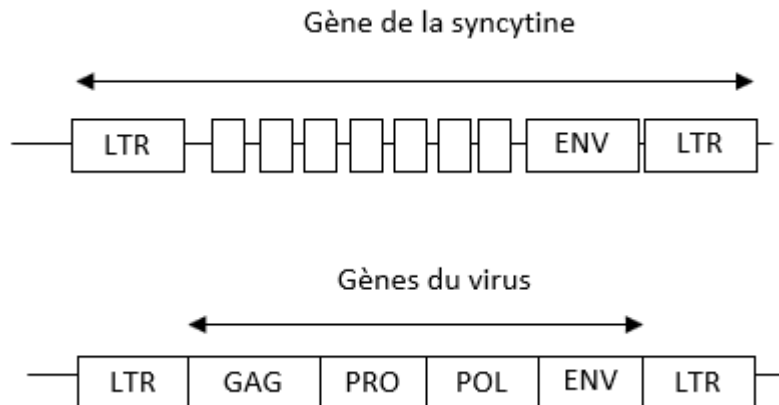 Gène de la syncytine
LTR ENV LTR
Gènes du virus
LTR GAG PRO POL ENV LTR